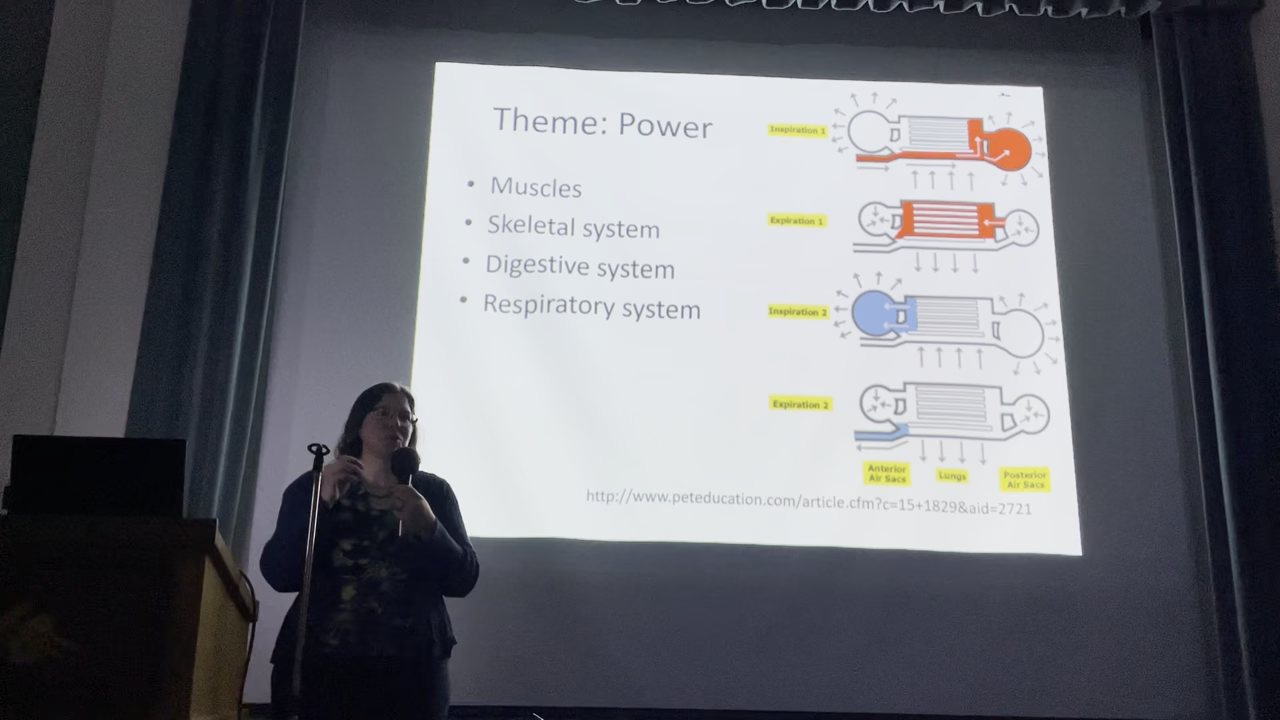 Theme: Power
• Muscles
• Skeletal system
• Digestive system
• Respiratory system
Inspiration 1
Expiration 1
Inspiration 2
Expiration 2
Anterior
Air Sacs
Lungs
Posterior
Air Sacs
http://www.peteducation.com/article.cfm?c=15+1829&aid=2721